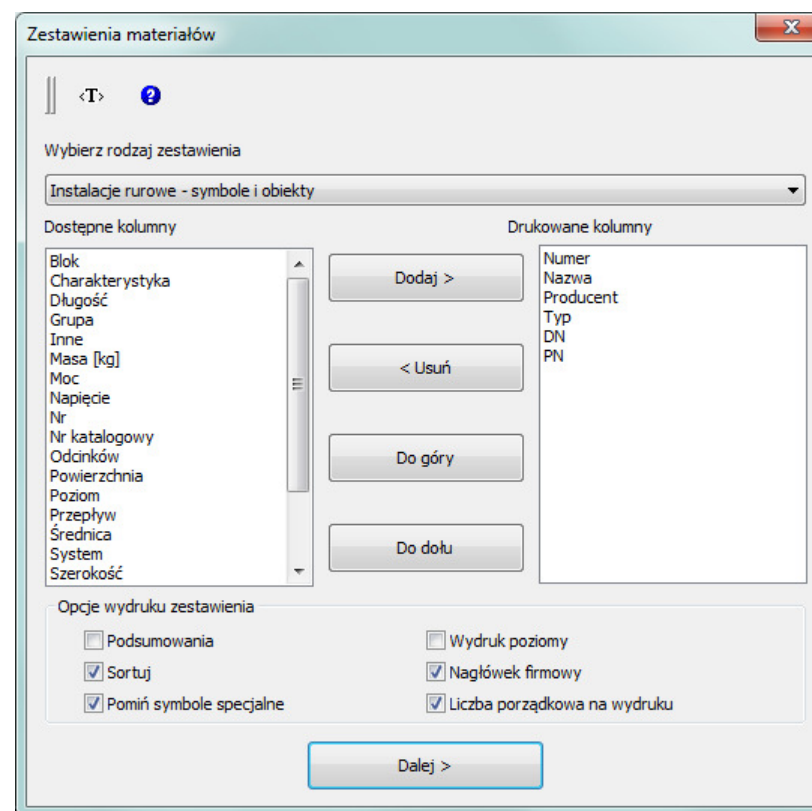 Zestawienia materiałów
<T>
Wybierz rodzaj zestawienia
Instalacje rurowe - symbole i obiekty
Dostępne kolumny
Drukowane kolumny
Blok
Charakterystyka
Długość
Grupa
Inne
Masa [kg]
Moc
Napięcie
Nr
Nr katalogowy
Odcinków
Powierzchnia
Poziom
Przepływ
Średnica
System
Szerokość
Dodaj >
< Usuń
Do góry
Do dołu
Numer
Nazwa
Producent
Typ
DN
PN
Opcje wydruku zestawienia
Podsumowania
Wydruk poziomy
Sortuj
Nagłówek firmowy
Pomiń symbole specjalne
Liczba porządkowa na wydruku
Dalej >